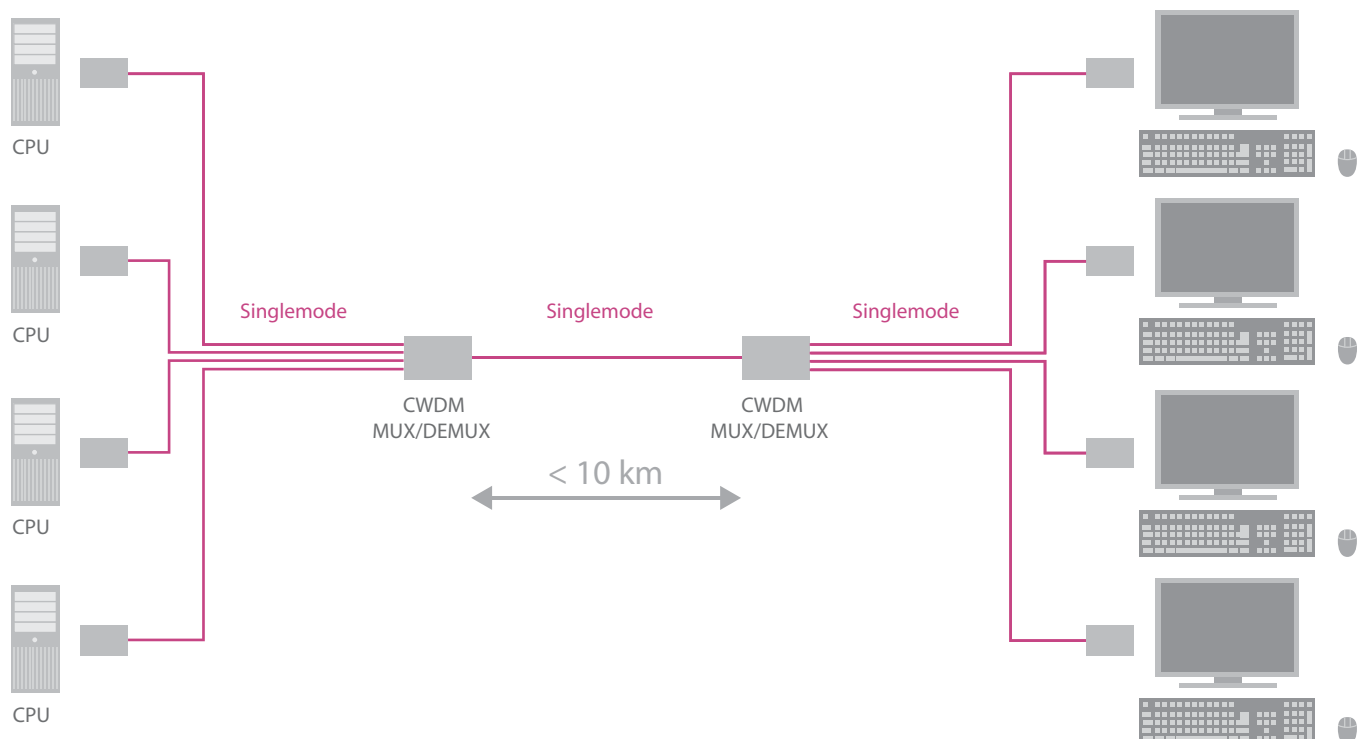 CPU
CPU
Singlemode
Singlemode
Singlemode
CWDM
MUX/DEMUX
CWDM
MUX/DEMUX
< 10 km
CPU
CPU